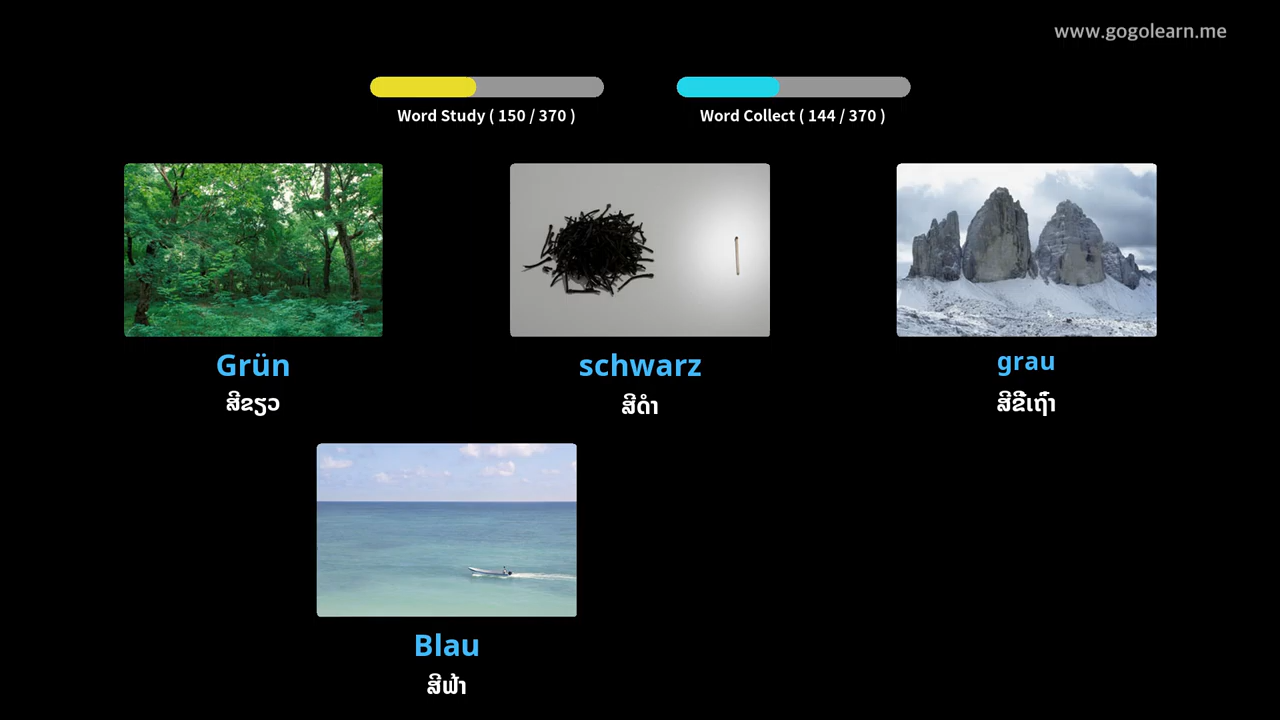 www.gogolearn.me
Word Study ( 150 / 370 )
Word Collect ( 144 / 370 )
Grün
schwarz
grau
ສີຂຽວ
ສີດຳ
ສີຂີ້ເຖົ່າ
Blau
ສີຟ້າ